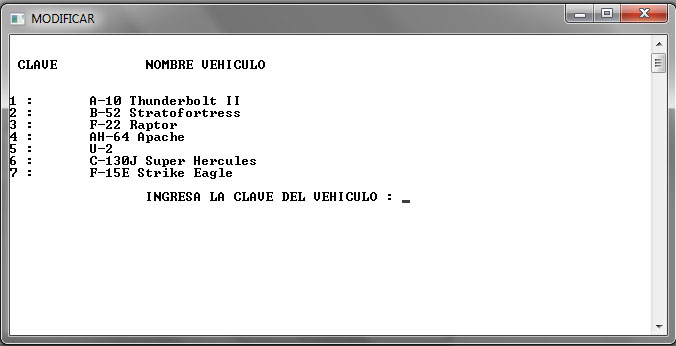 MODIFICAR
CLAVE NOMBRE VEHICULO
1 : A-10 Thunderbolt II
2 : B-52 Stratofortress
3 : F-22 Raptor
4 : AH-64 Apache
5 : U-2
6 : C-130J Super Hercules
7 : F-15E Strike Eagle
INGRESA LA CLAVE DEL VEHICULO : _